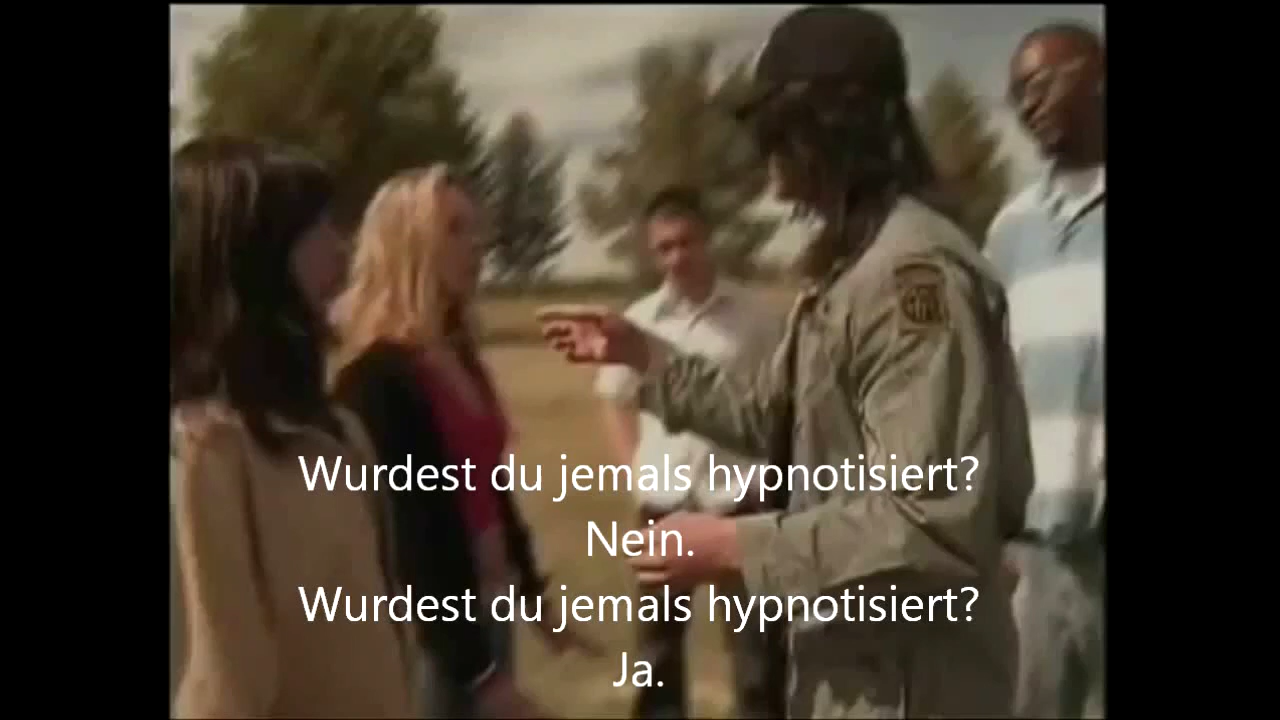 Wurdest du jemals hypnotisiert?
Nein.
Wurdest du jemals hypnotisiert?
Ja.